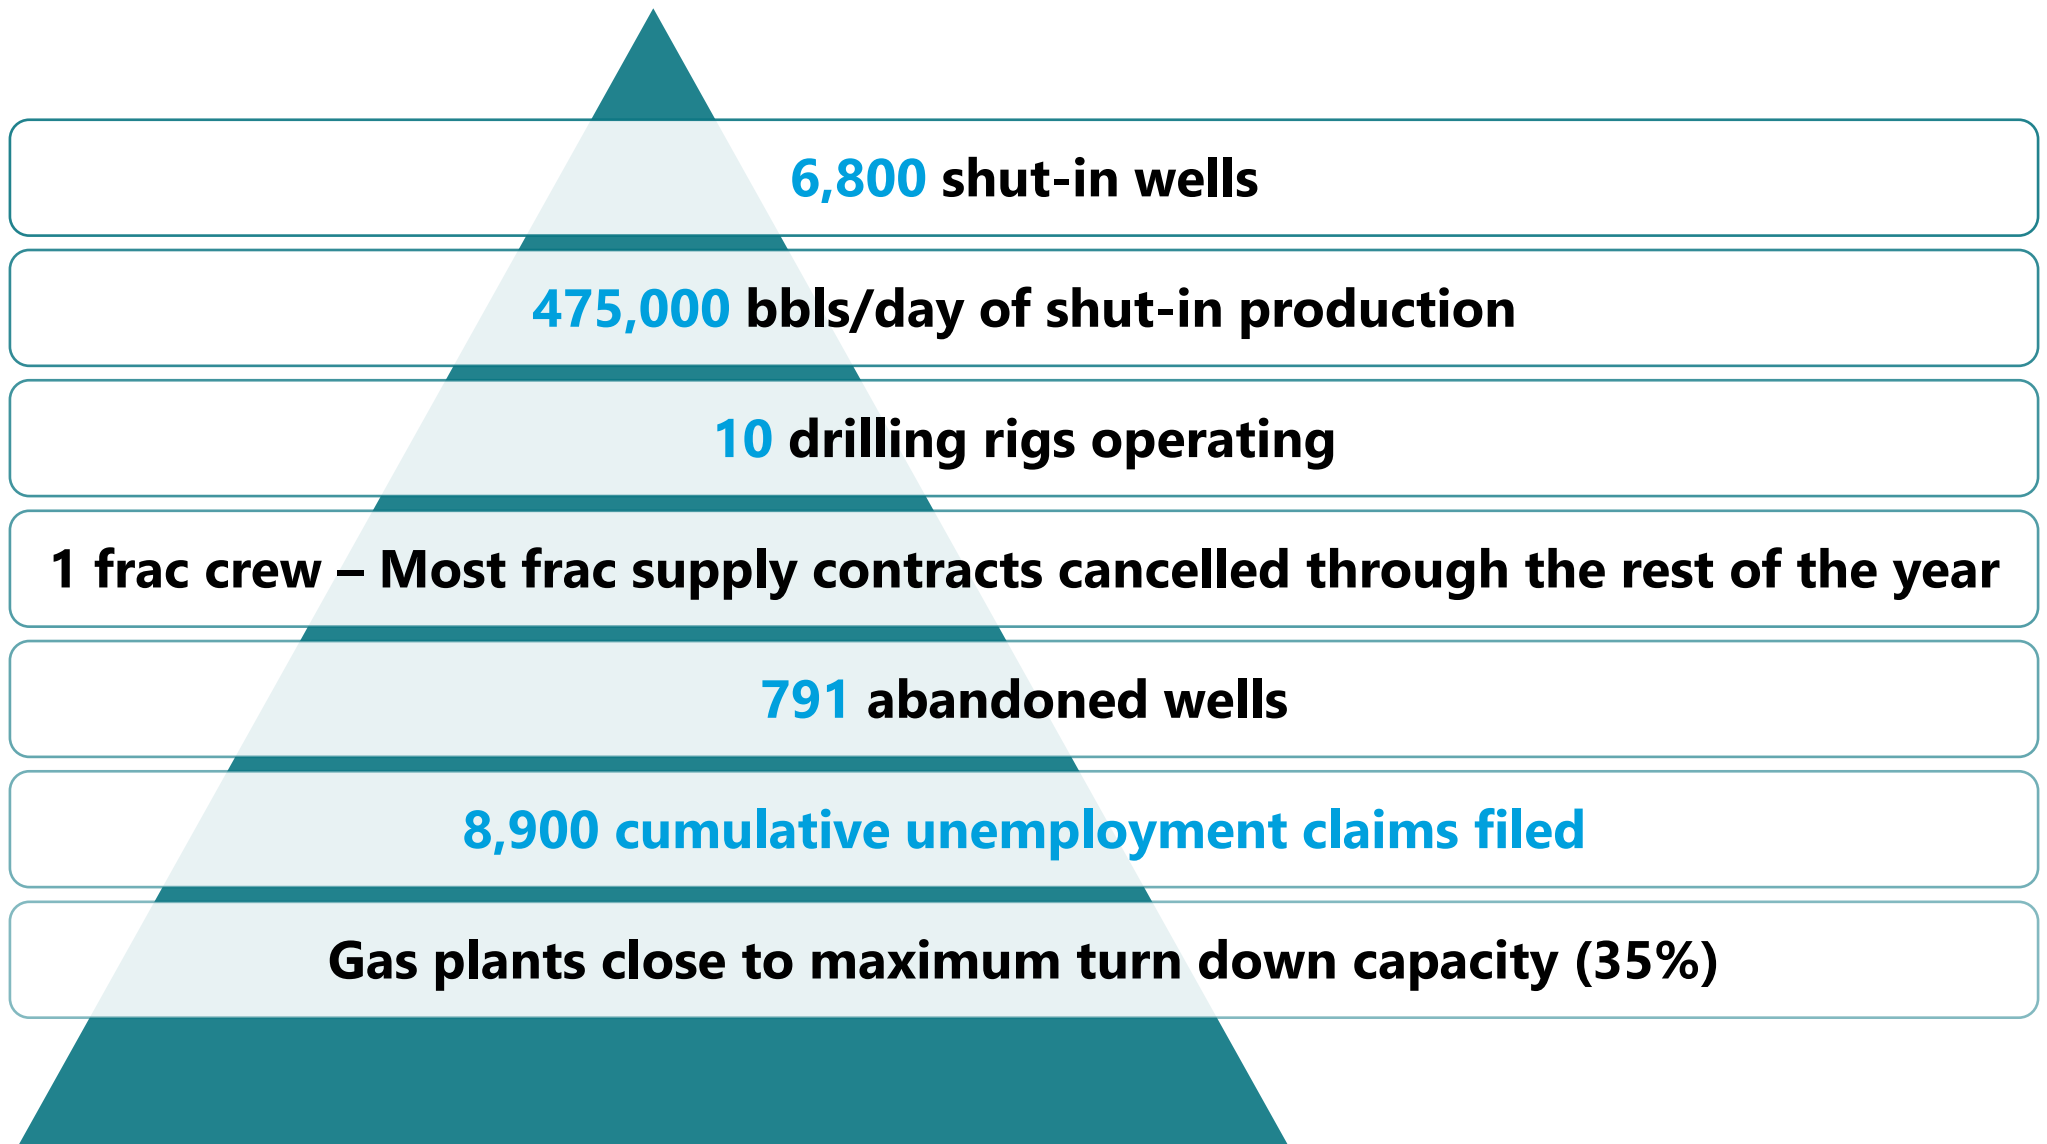 6,800 shut-in wells
475,000 bbls/day of shut-in production
10 drilling rigs operating
1 frac crew – Most frac supply contracts cancelled through the rest of the year
791 abandoned wells
8,900 cumulative unemployment claims filed
Gas plants close to maximum turn down capacity (35%)